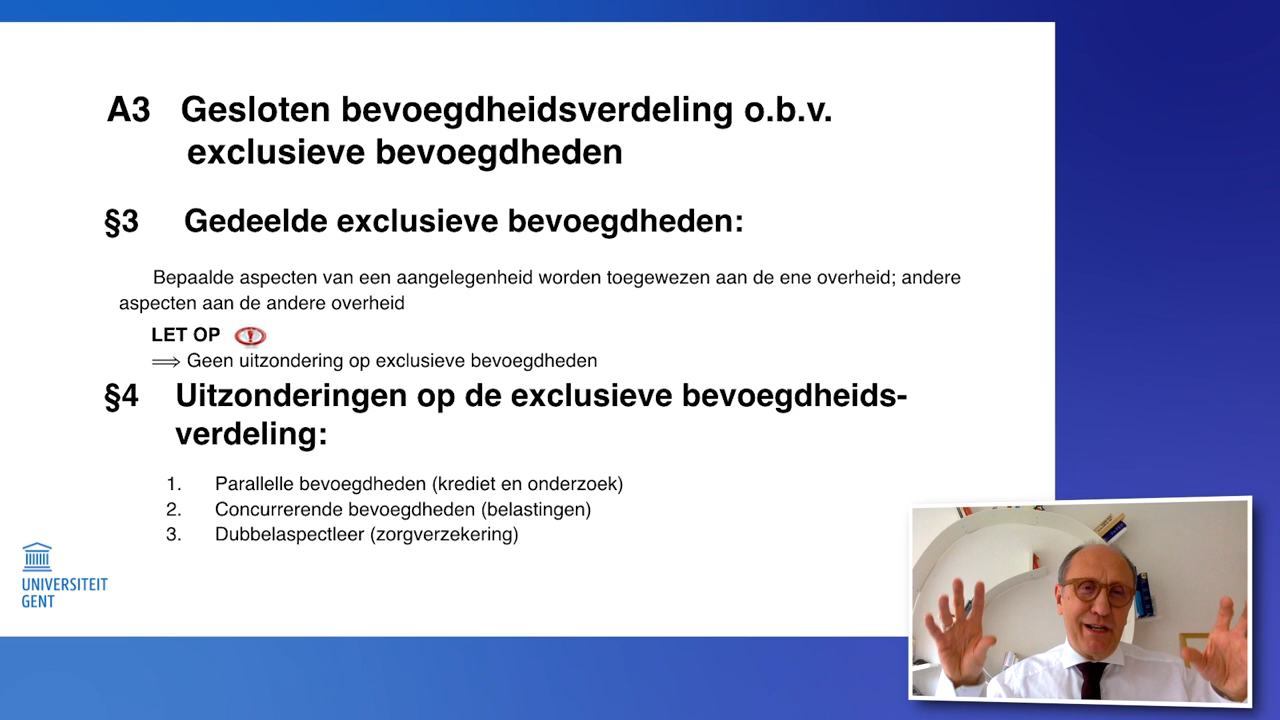 A3 Gesloten bevoegdheidsverdeling o.b.v.
exclusieve bevoegdheden
§3 Gedeelde exclusieve bevoegdheden:
Bepaalde aspecten van een aangelegenheid worden toegewezen aan de ene overheid; andere
aspecten aan de andere overheid
LET OP
⟹ Geen uitzondering op exclusieve bevoegdheden
§4 Uitzonderingen op de exclusieve bevoegdheids-
verdeling:
1. Parallelle bevoegdheden (krediet en onderzoek)
2. Concurrerende bevoegdheden (belastingen)
3. Dubbelaspectleer (zorgverzekering)
UNIVERSITEIT
GENT